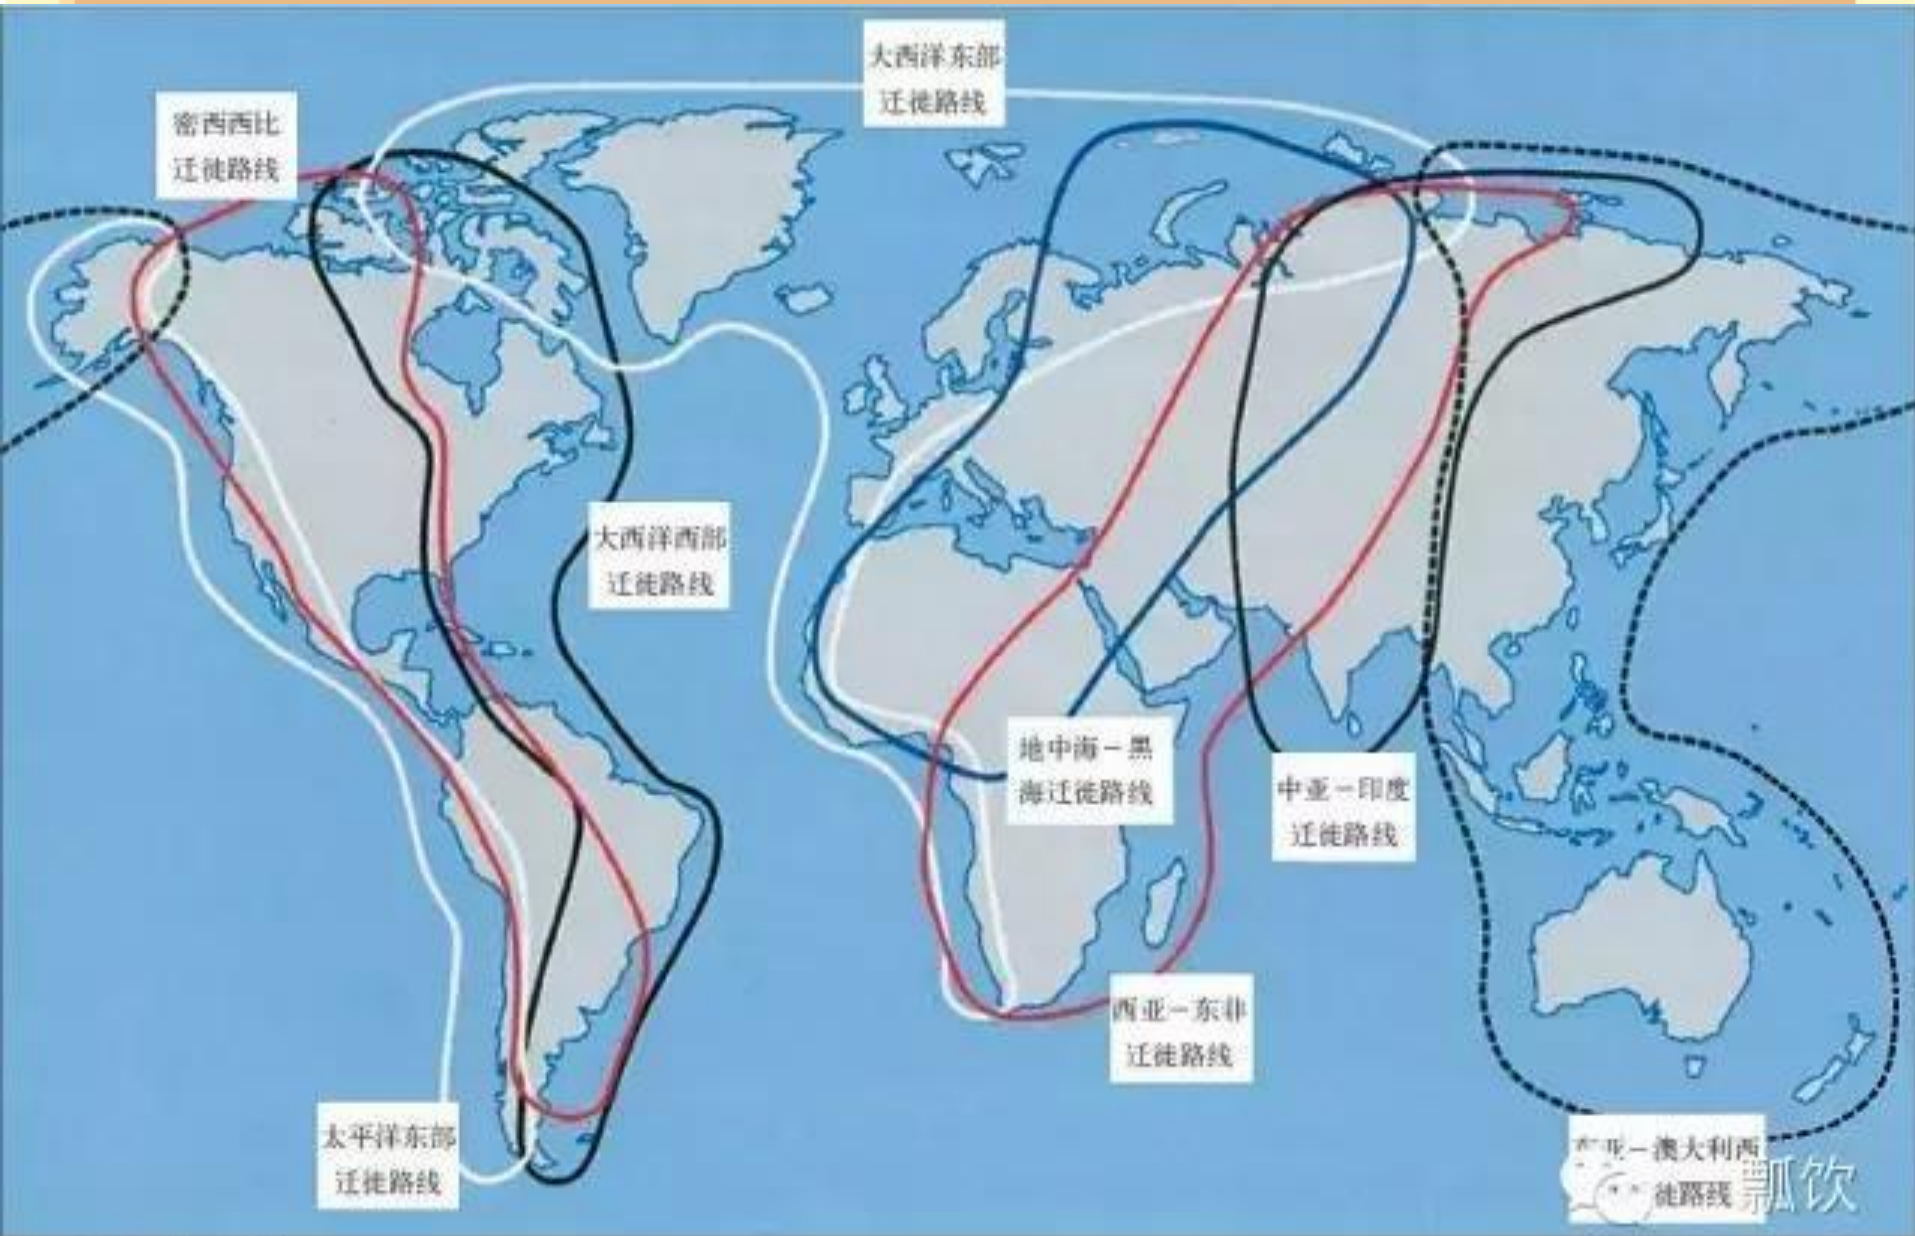 大西洋东部
迁徙路线
密西西比
迁徙路线
大西洋西部
迁徙路线
地中海－黑
海迁徙路线
中亚－印度
迁徙路线
西亚－东非
迁徙路线
太平洋东部
迁徙路线
亚－澳大利西
徙路线
瓢饮